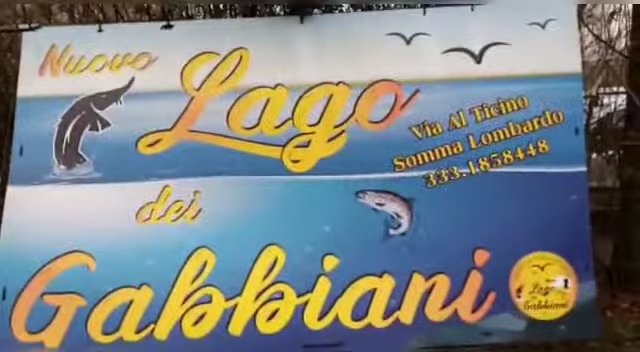 Nuovo
Lago
Via Al Ticino
Somma Lombardo
333.1858448
dei
Gabbiani
Lago
Gabbiani